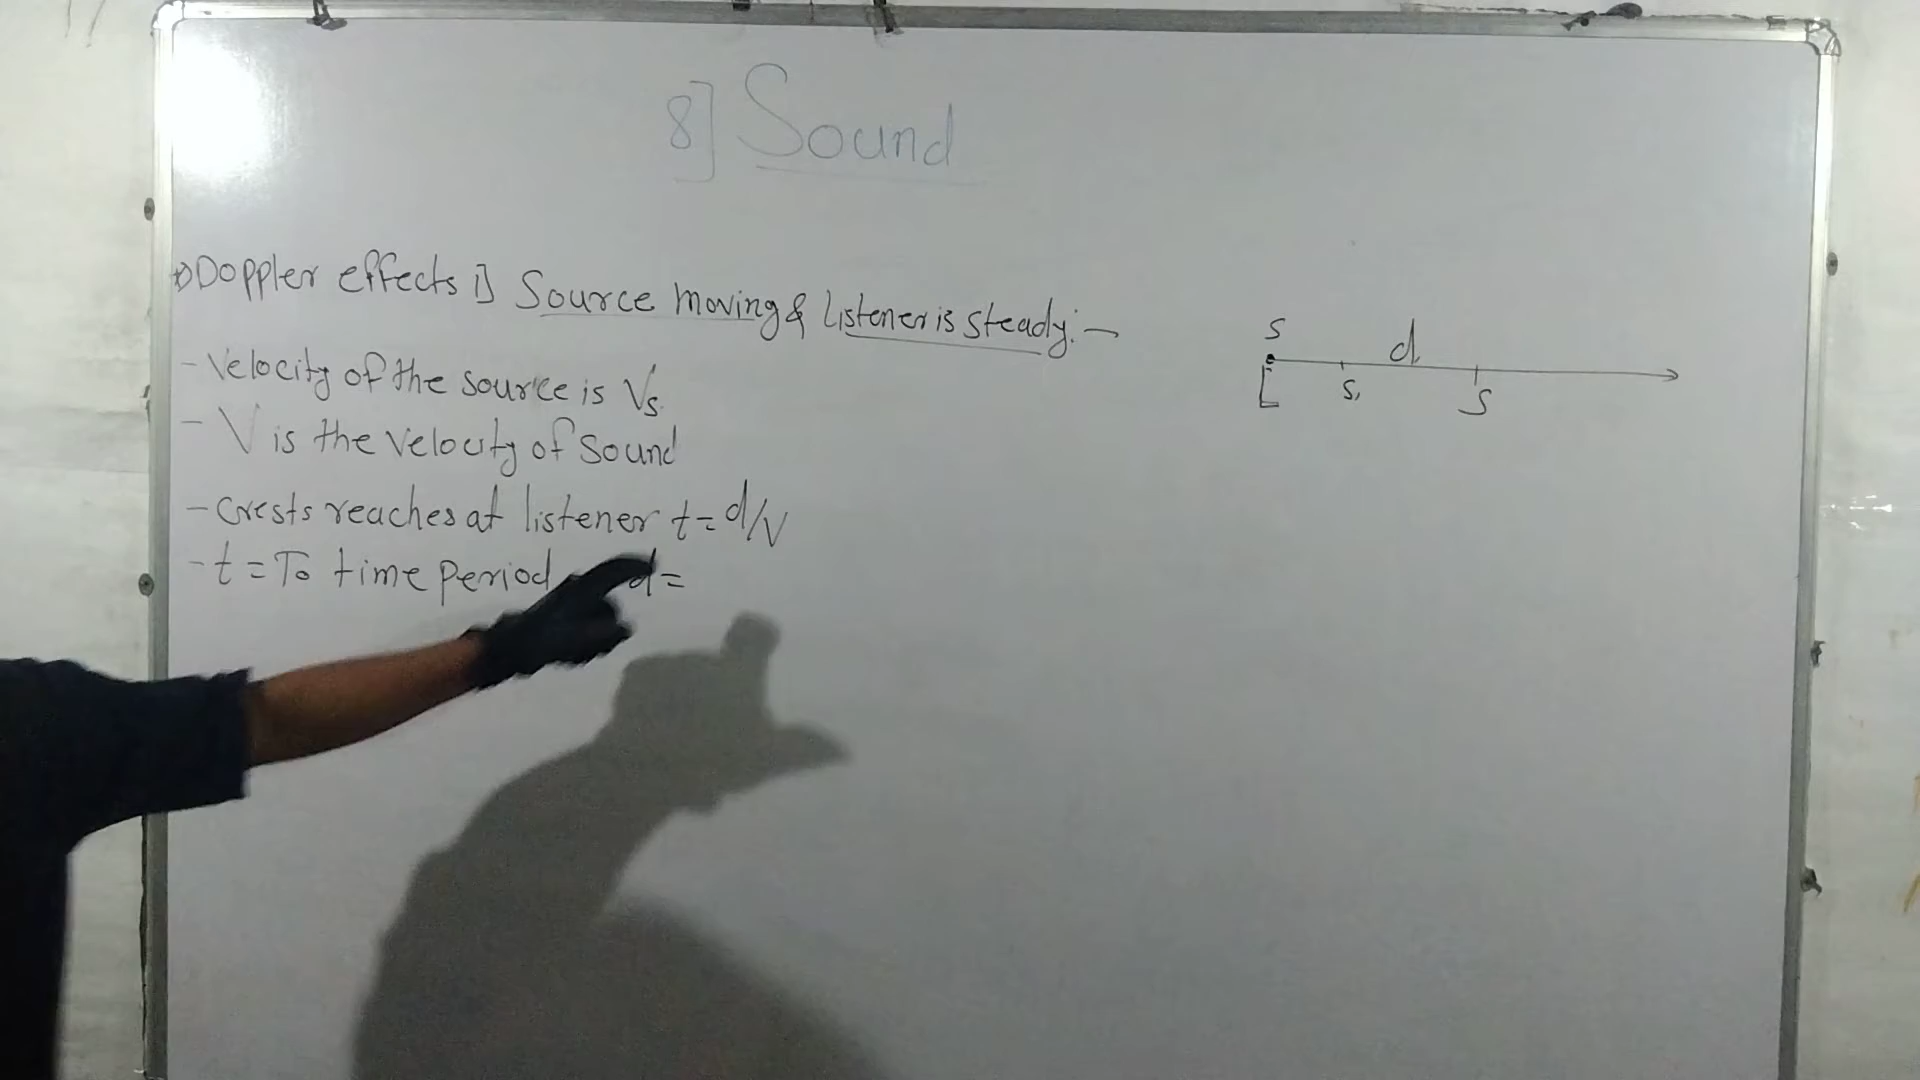 8] Sound
Doppler effects 1] Source moving & Listener is steady:-
- Velocity of the source is Vs.
- V is the Velocity of Sound
- Crests reaches at listener t = d/V
- t = To time period d =
S
d
L
S1
S